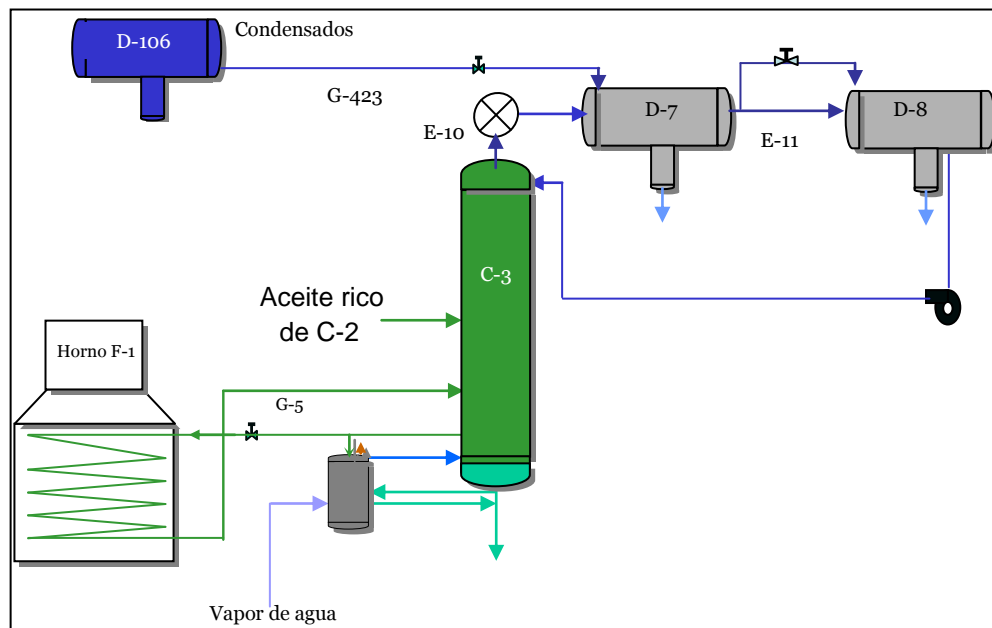 D-106
Condensados
G-423
D-7
D-8
E-10
E-11
C-3
Aceite rico
de C-2
Horno F-1
G-5
Vapor de agua